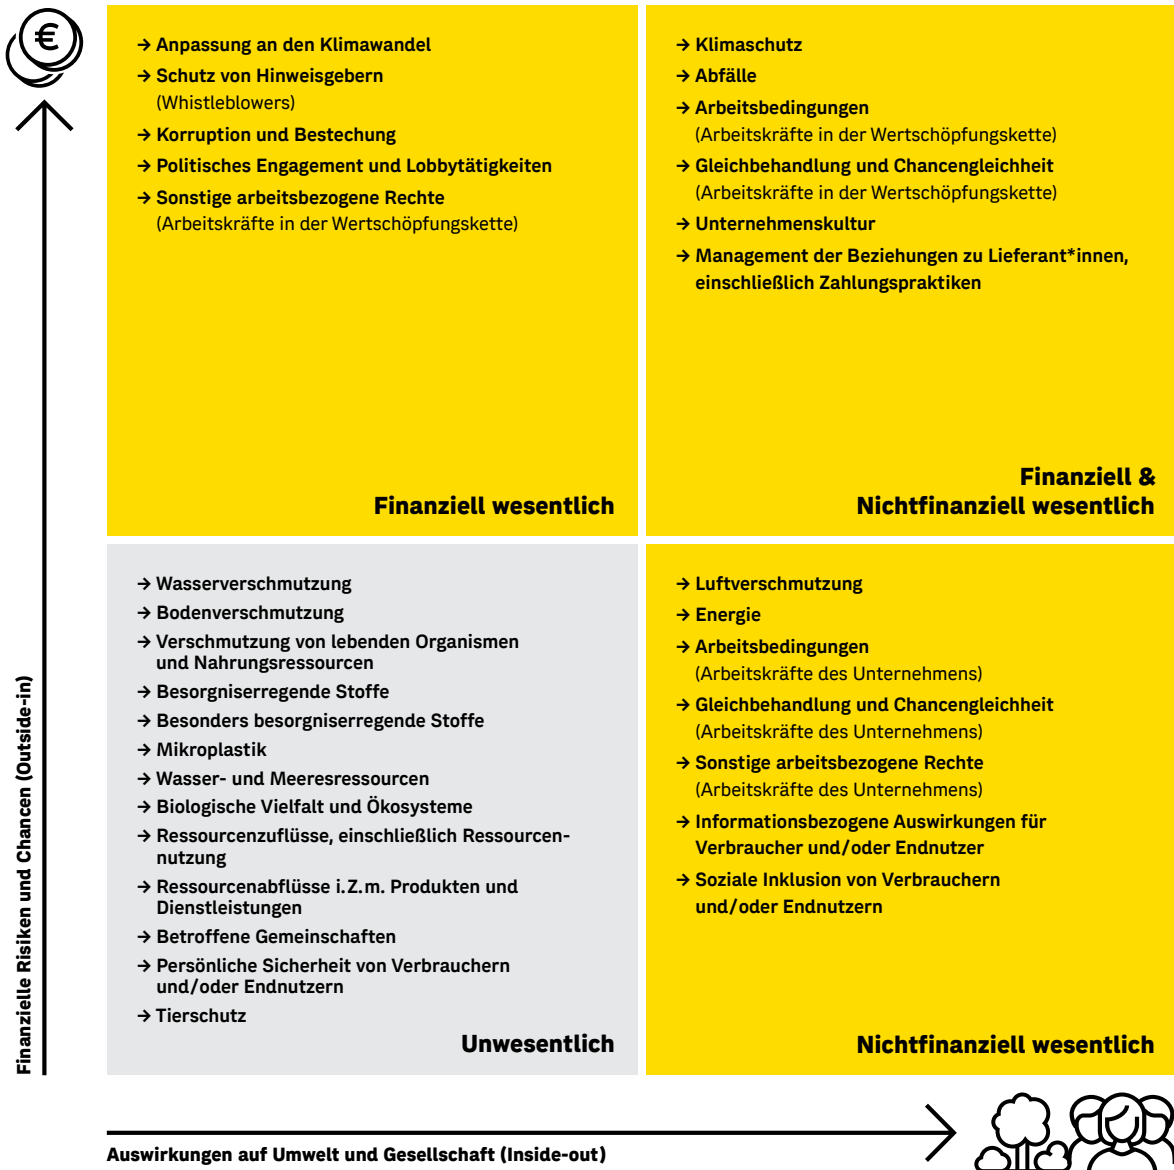 €
→ Anpassung an den Klimawandel
→ Schutz von Hinweisgebern
(Whistleblowers)
→ Korruption und Bestechung
→ Politisches Engagement und Lobbytätigkeiten
→ Sonstige arbeitsbezogene Rechte
(Arbeitskräfte in der Wertschöpfungskette)
Finanziell wesentlich
→ Klimaschutz
→ Abfälle
→ Arbeitsbedingungen
(Arbeitskräfte in der Wertschöpfungskette)
→ Gleichbehandlung und Chancengleichheit
(Arbeitskräfte in der Wertschöpfungskette)
→ Unternehmenskultur
→ Management der Beziehungen zu Lieferant*innen,
einschließlich Zahlungspraktiken
Finanziell &
Nichtfinanziell wesentlich
→ Wasserverschmutzung
→ Bodenverschmutzung
→ Verschmutzung von lebenden Organismen
und Nahrungsressourcen
→ Besorgniserregende Stoffe
→ Besonders besorgniserregende Stoffe
→ Mikroplastik
→ Wasser- und Meeresressourcen
→ Biologische Vielfalt und Ökosysteme
→ Ressourcenzuflüsse, einschließlich Ressourcen-
nutzung
→ Ressourcenabflüsse i. Z. m. Produkten und
Dienstleistungen
→ Betroffene Gemeinschaften
→ Persönliche Sicherheit von Verbrauchern
und/oder Endnutzern
→ Tierschutz
Unwesentlich
→ Luftverschmutzung
→ Energie
→ Arbeitsbedingungen
(Arbeitskräfte des Unternehmens)
→ Gleichbehandlung und Chancengleichheit
(Arbeitskräfte des Unternehmens)
→ Sonstige arbeitsbezogene Rechte
(Arbeitskräfte des Unternehmens)
→ Informationsbezogene Auswirkungen für
Verbraucher und/oder Endnutzer
→ Soziale Inklusion von Verbrauchern
und/oder Endnutzern
Nichtfinanziell wesentlich
Finanzielle Risiken und Chancen (Outside-in)
Auswirkungen auf Umwelt und Gesellschaft (Inside-out)